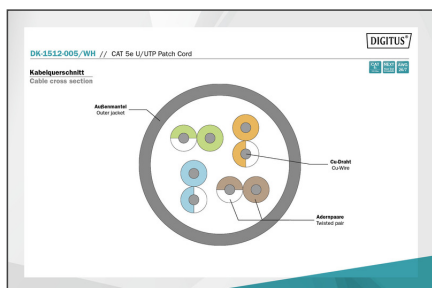 DIGITUS®
DK-1512-005/WH // CAT 5e U/UTP Patch Cord
Kabelquerschnitt
Cable cross section
Außenmantel
Outer jacket
Cu-Draht
Cu-Wire
Adernpaare
Twisted pair